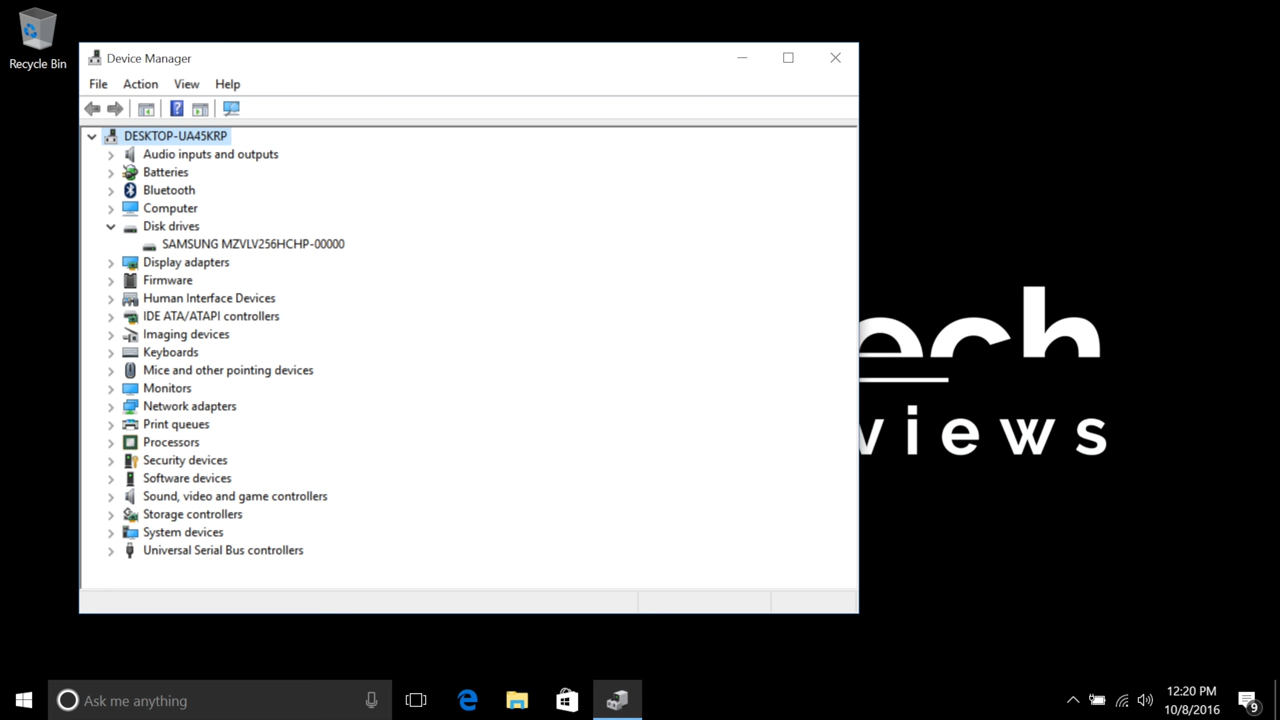 Recycle Bin
Device Manager
File Action View Help
DESKTOP-UA45KRP
Audio inputs and outputs
Batteries
Bluetooth
Computer
Disk drives
SAMSUNG MZVLV256HCHP-00000
Display adapters
Firmware
Human Interface Devices
IDE ATA/ATAPI controllers
Imaging devices
Keyboards
Mice and other pointing devices
Monitors
Network adapters
Print queues
Processors
Security devices
Software devices
Sound, video and game controllers
Storage controllers
System devices
Universal Serial Bus controllers
ech
views
Ask me anything
12:20 PM
10/8/2016
9